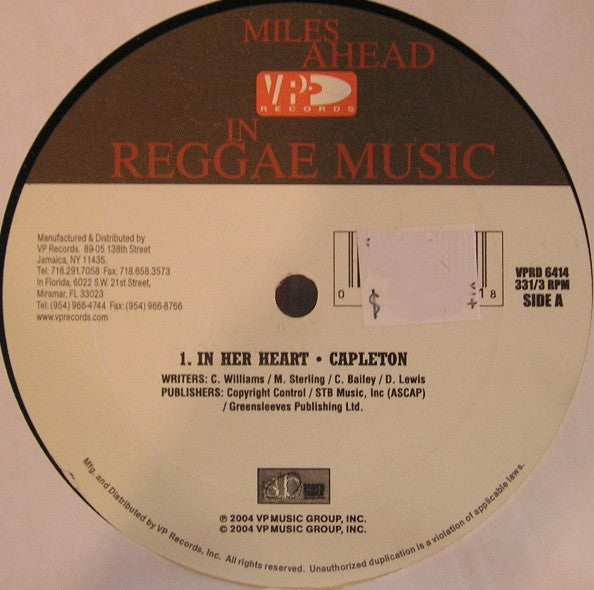 MILES
AHEAD
VP
RECORDS
IN
REGGAE MUSIC
Manufactured & Distributed by
VP Records. 89-05 138th Street
Jamaica, NY 11435.
Tel: 718.291.7058 Fax: 718.658.3573
In Florida, 6022 S.W. 21st Street,
Miramar, FL 33023
Tel: (954) 966-4744 Fax: (954) 966-8766
www.vprecords.com
0
$
18
VPRD 6414
331/3 RPM
SIDE A
1. IN HER HEART • CAPLETON
WRITERS: C. Williams / M. Sterling / C. Bailey / D. Lewis
PUBLISHERS: Copyright Control / STB Music, Inc (ASCAP)
/ Greensleeves Publishing Ltd.
℗ 2004 VP MUSIC GROUP, INC.
© 2004 VP MUSIC GROUP, INC.
Mfg. and Distributed by VP Records, Inc. All rights reserved. Unauthorized duplication is a violation of applicable laws.